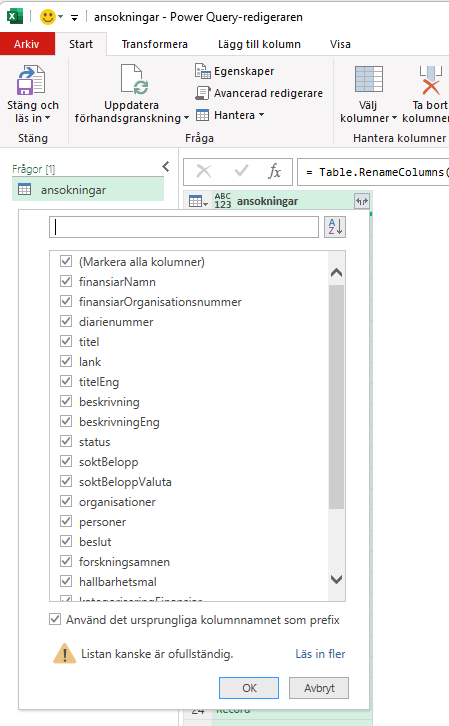 ansokningar - Power Query-redigeraren
Arkiv Start Transformera Lägg till kolumn Visa
Stäng och läs in
Uppdatera förhandsgranskning
Egenskaper
Avancerad redigerare
Hantera
Välj kolumner
Ta bort kolumner
Stäng Fråga Hantera kolumner
Frågor [1]
ansokningar
= Table.RenameColumns(
ABC
123
ansokningar
A
Z
(Markera alla kolumner)
finansiarNamn
finansiarOrganisationsnummer
diarienummer
titel
lank
titelEng
beskrivning
beskrivningEng
status
soktBelopp
soktBeloppValuta
organisationer
personer
beslut
forskningsamnen
hallbarhetsmal
kategoriseringFinansiar
Använd det ursprungliga kolumnnamnet som prefix
Listan kanske är ofullständig. Läs in fler
OK Avbryt
24 Record